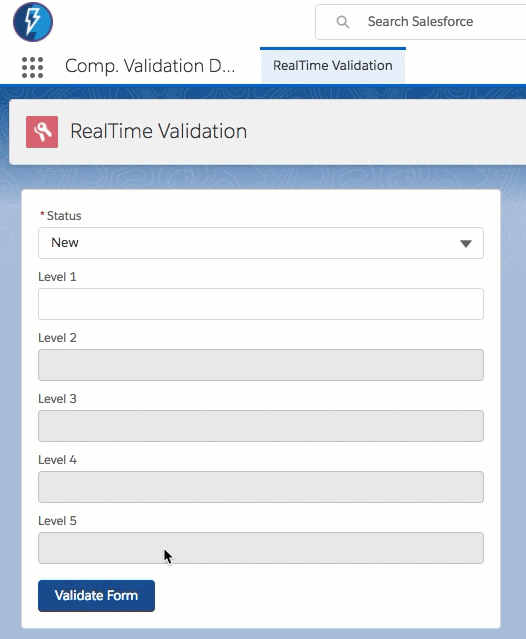 Search Salesforce
Comp. Validation D...
RealTime Validation
RealTime Validation
*Status
New
Level 1
Level 2
Level 3
Level 4
Level 5
Validate Form